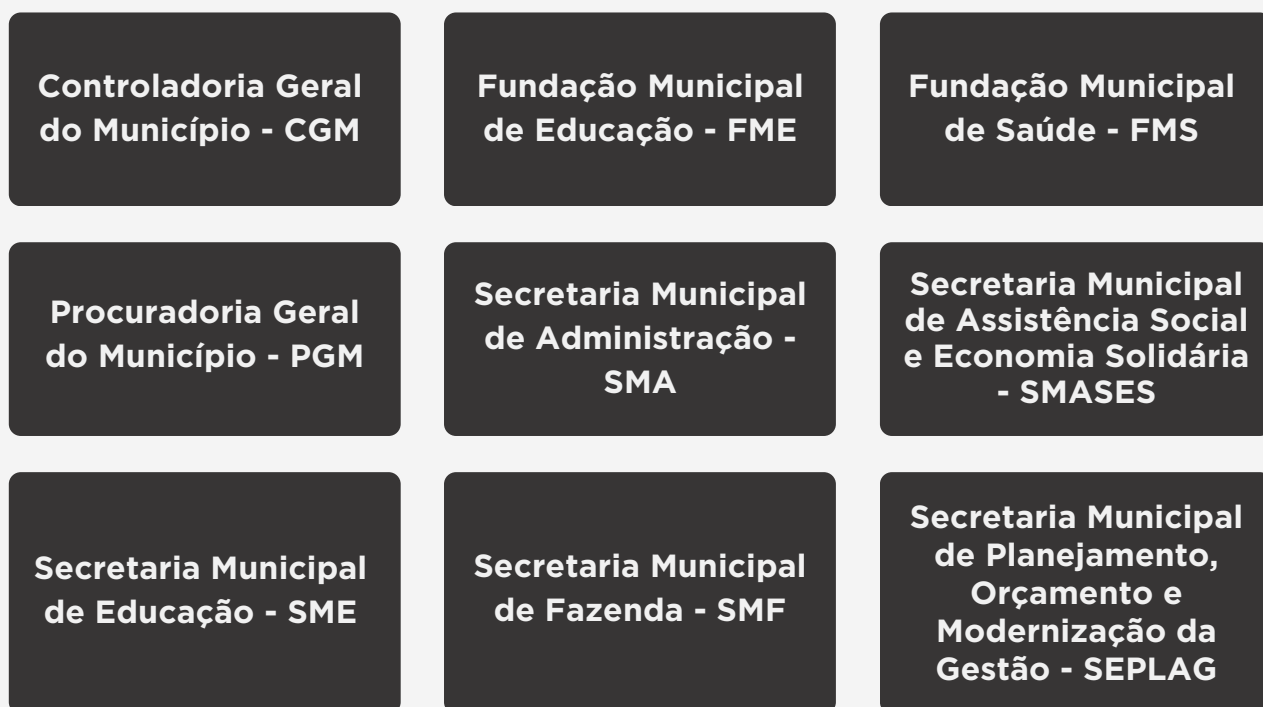 Controladoria Geral
do Município - CGM
Fundação Municipal
de Educação - FME
Fundação Municipal
de Saúde - FMS
Procuradoria Geral
do Município - PGM
Secretaria Municipal
de Administração -
SMA
Secretaria Municipal
de Assistência Social
e Economia Solidária
- SMASES
Secretaria Municipal
de Educação - SME
Secretaria Municipal
de Fazenda - SMF
Secretaria Municipal
de Planejamento,
Orçamento e
Modernização da
Gestão - SEPLAG